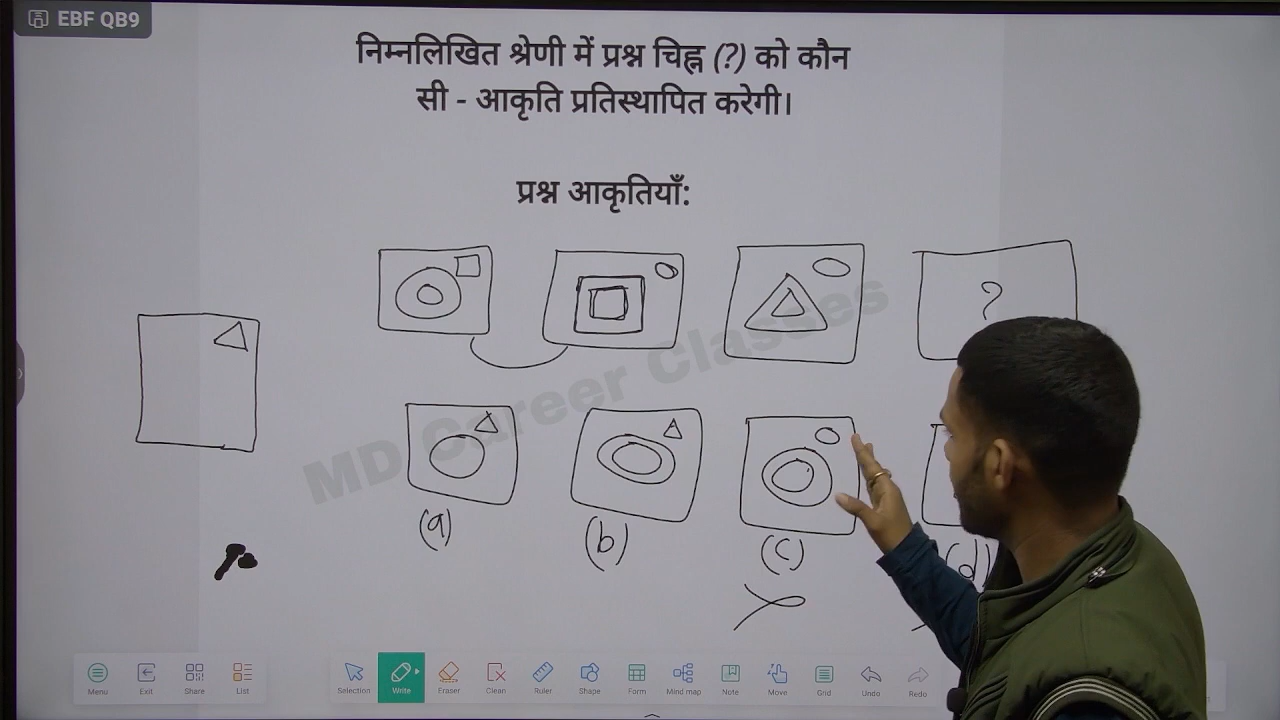 EBF QB9
निम्नलिखित श्रेणी में प्रश्न चिह्न (?) को कौन
सी - आकृति प्रतिस्थापित करेगी।
प्रश्न आकृतियाँ:
?
MD Career Classes
(a) (b) (c) (d)
Menu Exit Share List Selection Write Eraser Clean Ruler Shape Form Mind map Note Move Grid Undo Redo